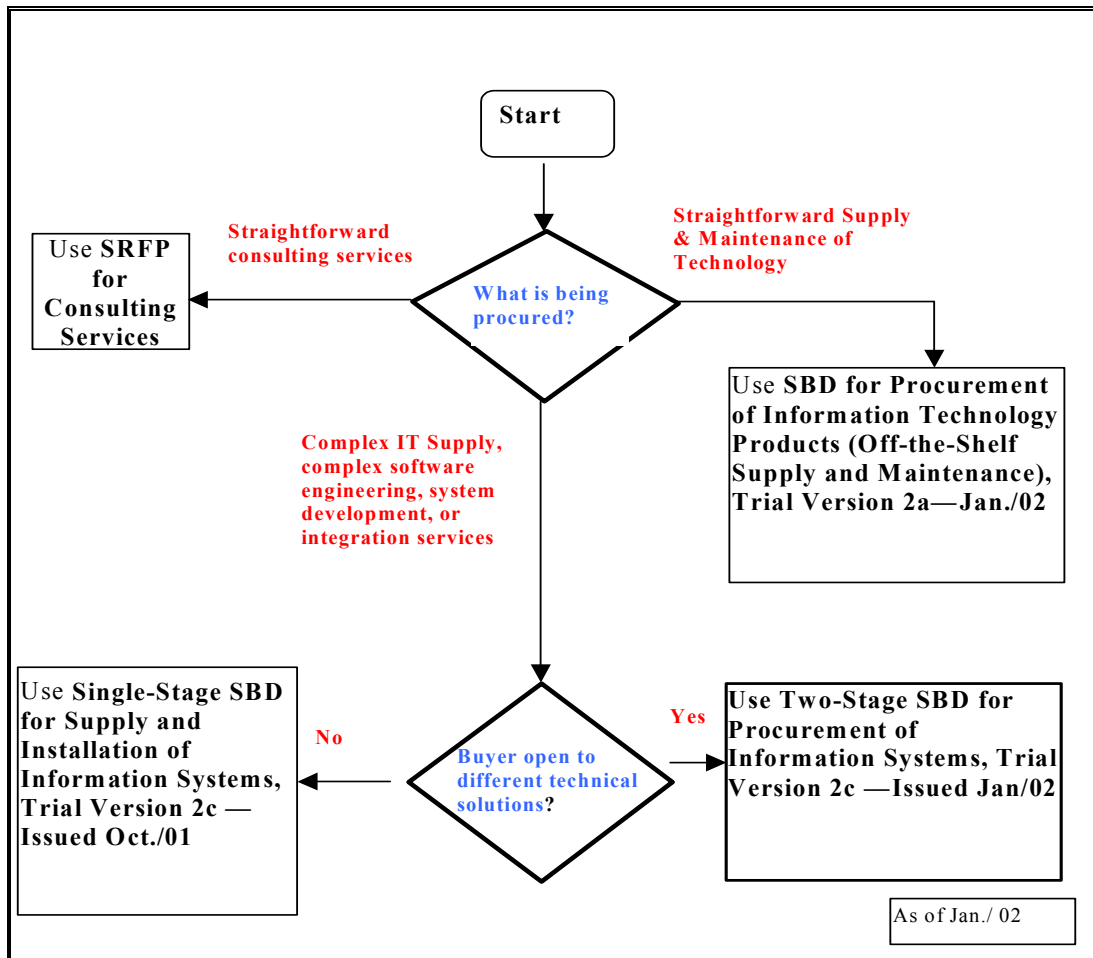 Start
Straightforward
consulting services
Straightforward Supply
& Maintenance of
Technology
Use SRFP
for
Consulting
Services
What is being
procured?
Use SBD for Procurement
of Information Technology
Products (Off-the-Shelf
Supply and Maintenance),
Trial Version 2a—Jan./02
Complex IT Supply,
complex software
engineering, system
development, or
integration services
Use Single-Stage SBD
for Supply and
Installation of
Information Systems,
Trial Version 2c —
Issued Oct./01
No
Buyer open to
different technical
solutions?
Yes
Use Two-Stage SBD for
Procurement of
Information Systems, Trial
Version 2c —Issued Jan/02
As of Jan./ 02